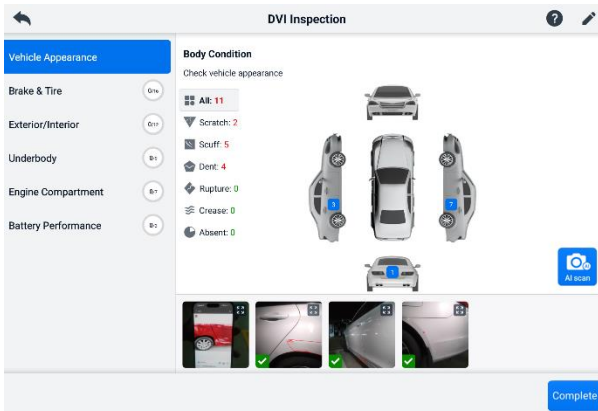 DVI Inspection
Vehicle Appearance
Brake & Tire
Exterior/Interior
Underbody
Engine Compartment
Battery Performance
Body Condition
Check vehicle appearance
All: 11
Scratch: 2
Scuff: 5
Dent: 4
Rupture: 0
Crease: 0
Absent: 0
3
7
1
AI scan
Complete